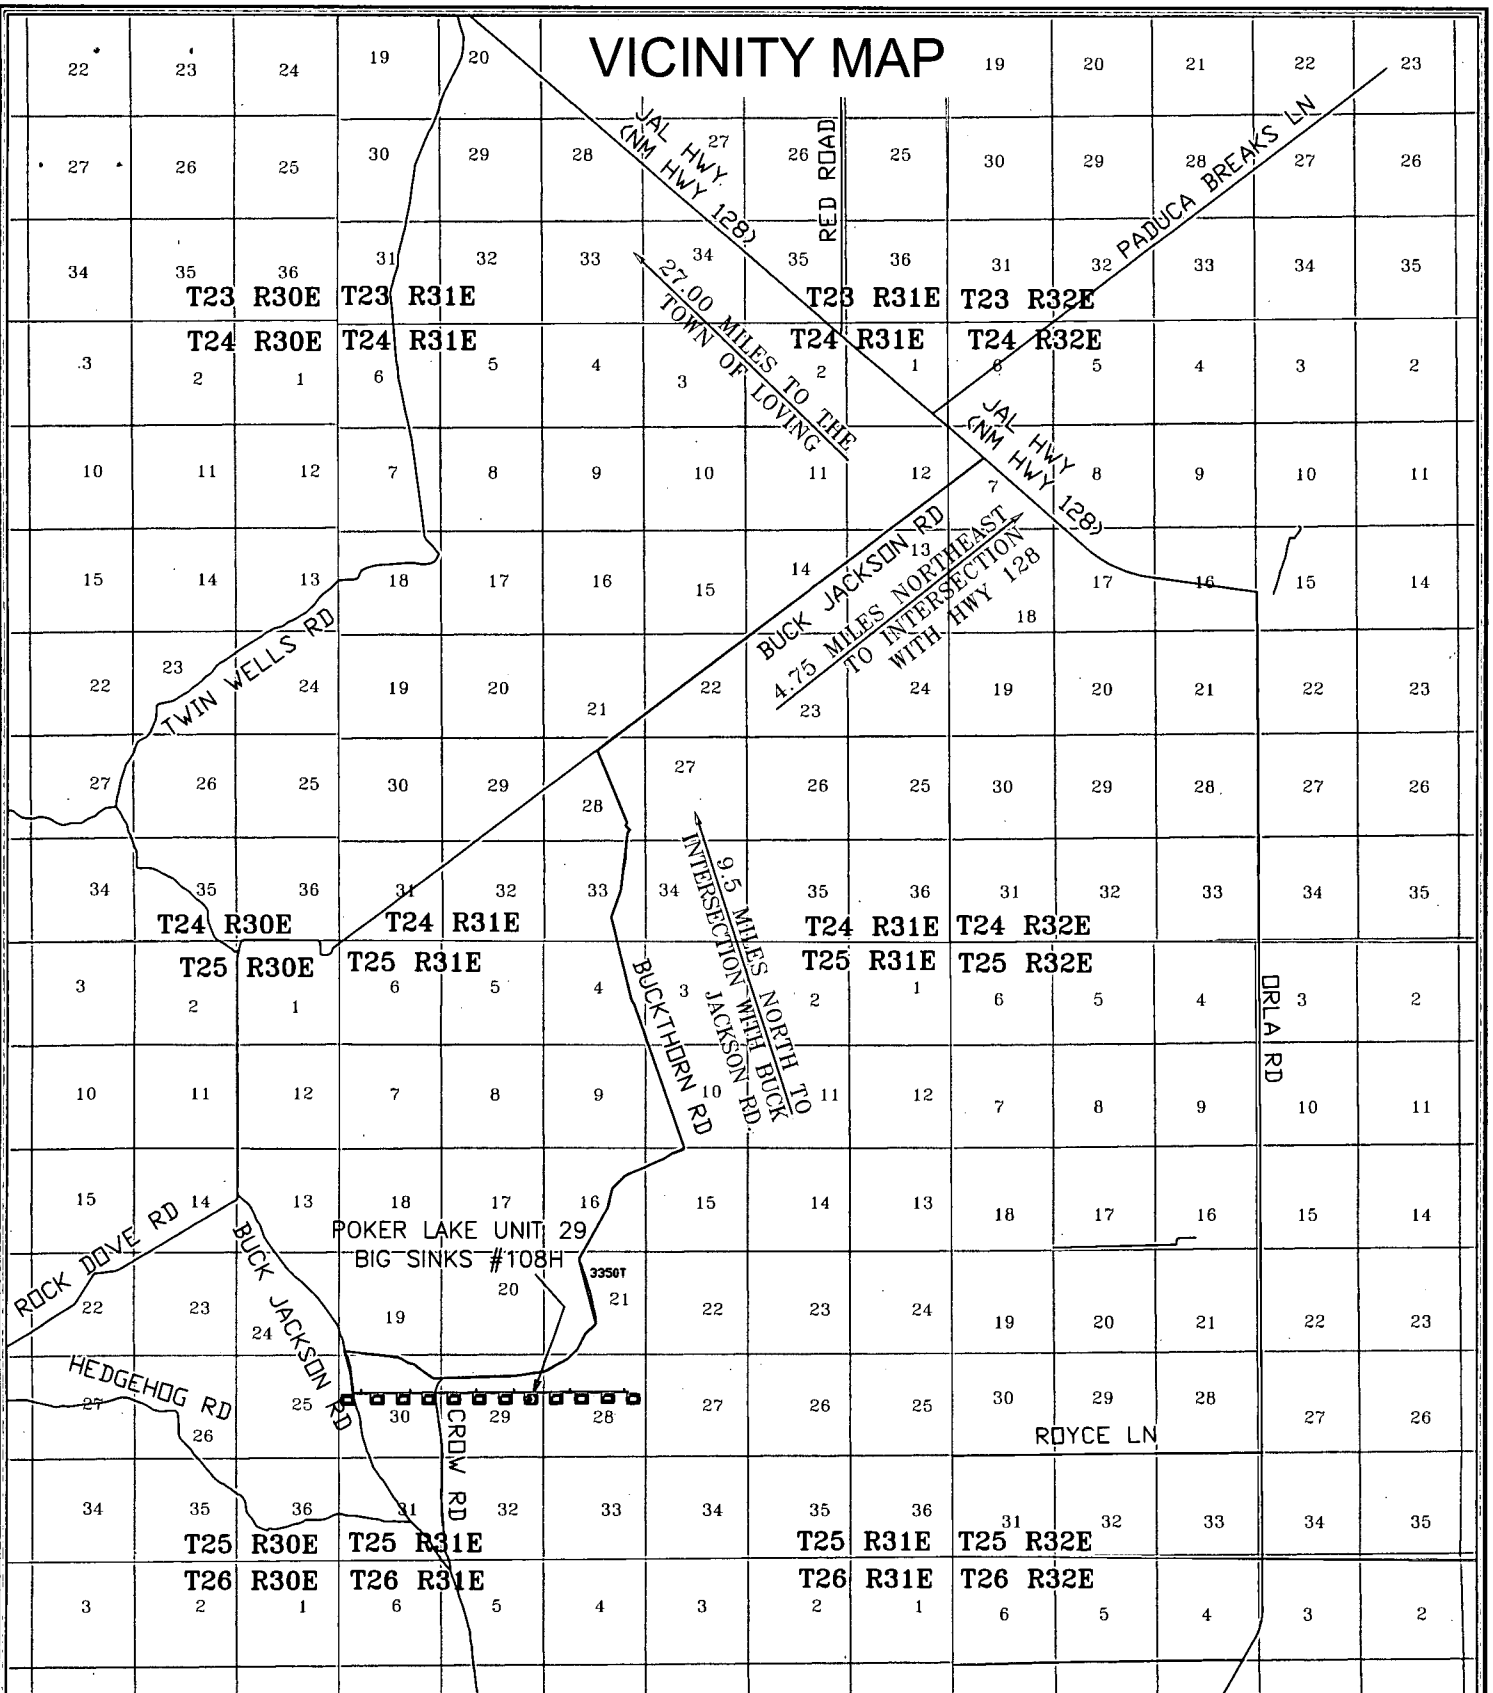 VICINITY MAP
22 23 24 19 20 19 20 21 22 23
JAL HWY.
(NM HWY 128)
RED ROAD
PADUCA BREAKS LN
27 26 25 30 29 28 27 26 25 30 29 28 27 26
34 35 36 31 32 33 34 35 36 31 32 33 34 35
T23 R30E T23 R31E T23 R31E T23 R32E
27.00 MILES TO THE
TOWN OF LOVING
T24 R30E T24 R31E T24 R31E T24 R32E
3 2 1 6 5 4 3 2 1 6 5 4 3 2
JAL HWY
(NM HWY 128)
10 11 12 7 8 9 10 11 12 7 8 9 10 11
BUCK JACKSON RD
4.75 MILES NORTHEAST
TO INTERSECTION
WITH HWY 128
15 14 13 18 17 16 15 14 13 18 17 16 15 14
TWIN WELLS RD
22 23 24 19 20 21 22 23 24 19 20 21 22 23
27 26 25 30 29 28 27 26 25 30 29 28 27 26
34 35 36 31 32 33 34 35 36 31 32 33 34 35
9.5 MILES NORTH TO
INTERSECTION WITH BUCK
JACKSON RD.
T24 R30E T24 R31E T24 R31E T24 R32E
T25 R30E T25 R31E T25 R31E T25 R32E
3 2 1 6 5 4 3 2 1 6 5 4 3 2
BUCKTHORN RD
ORLA RD
10 11 12 7 8 9 10 11 12 7 8 9 10 11
15 14 13 18 17 16 15 14 13 18 17 16 15 14
ROCK DOVE RD
BUCK JACKSON RD
POKER LAKE UNIT 29
BIG SINKS #108H
3350T
22 23 24 19 20 21 22 23 24 19 20 21 22 23
HEDGEHOG RD
27 26 25 30 29 28 27 26 25 30 29 28 27 26
CROW RD
ROYCE LN
34 35 36 31 32 33 34 35 36 31 32 33 34 35
T25 R30E T25 R31E T25 R31E T25 R32E
T26 R30E T26 R31E T26 R31E T26 R32E
3 2 1 6 5 4 3 2 1 6 5 4 3 2